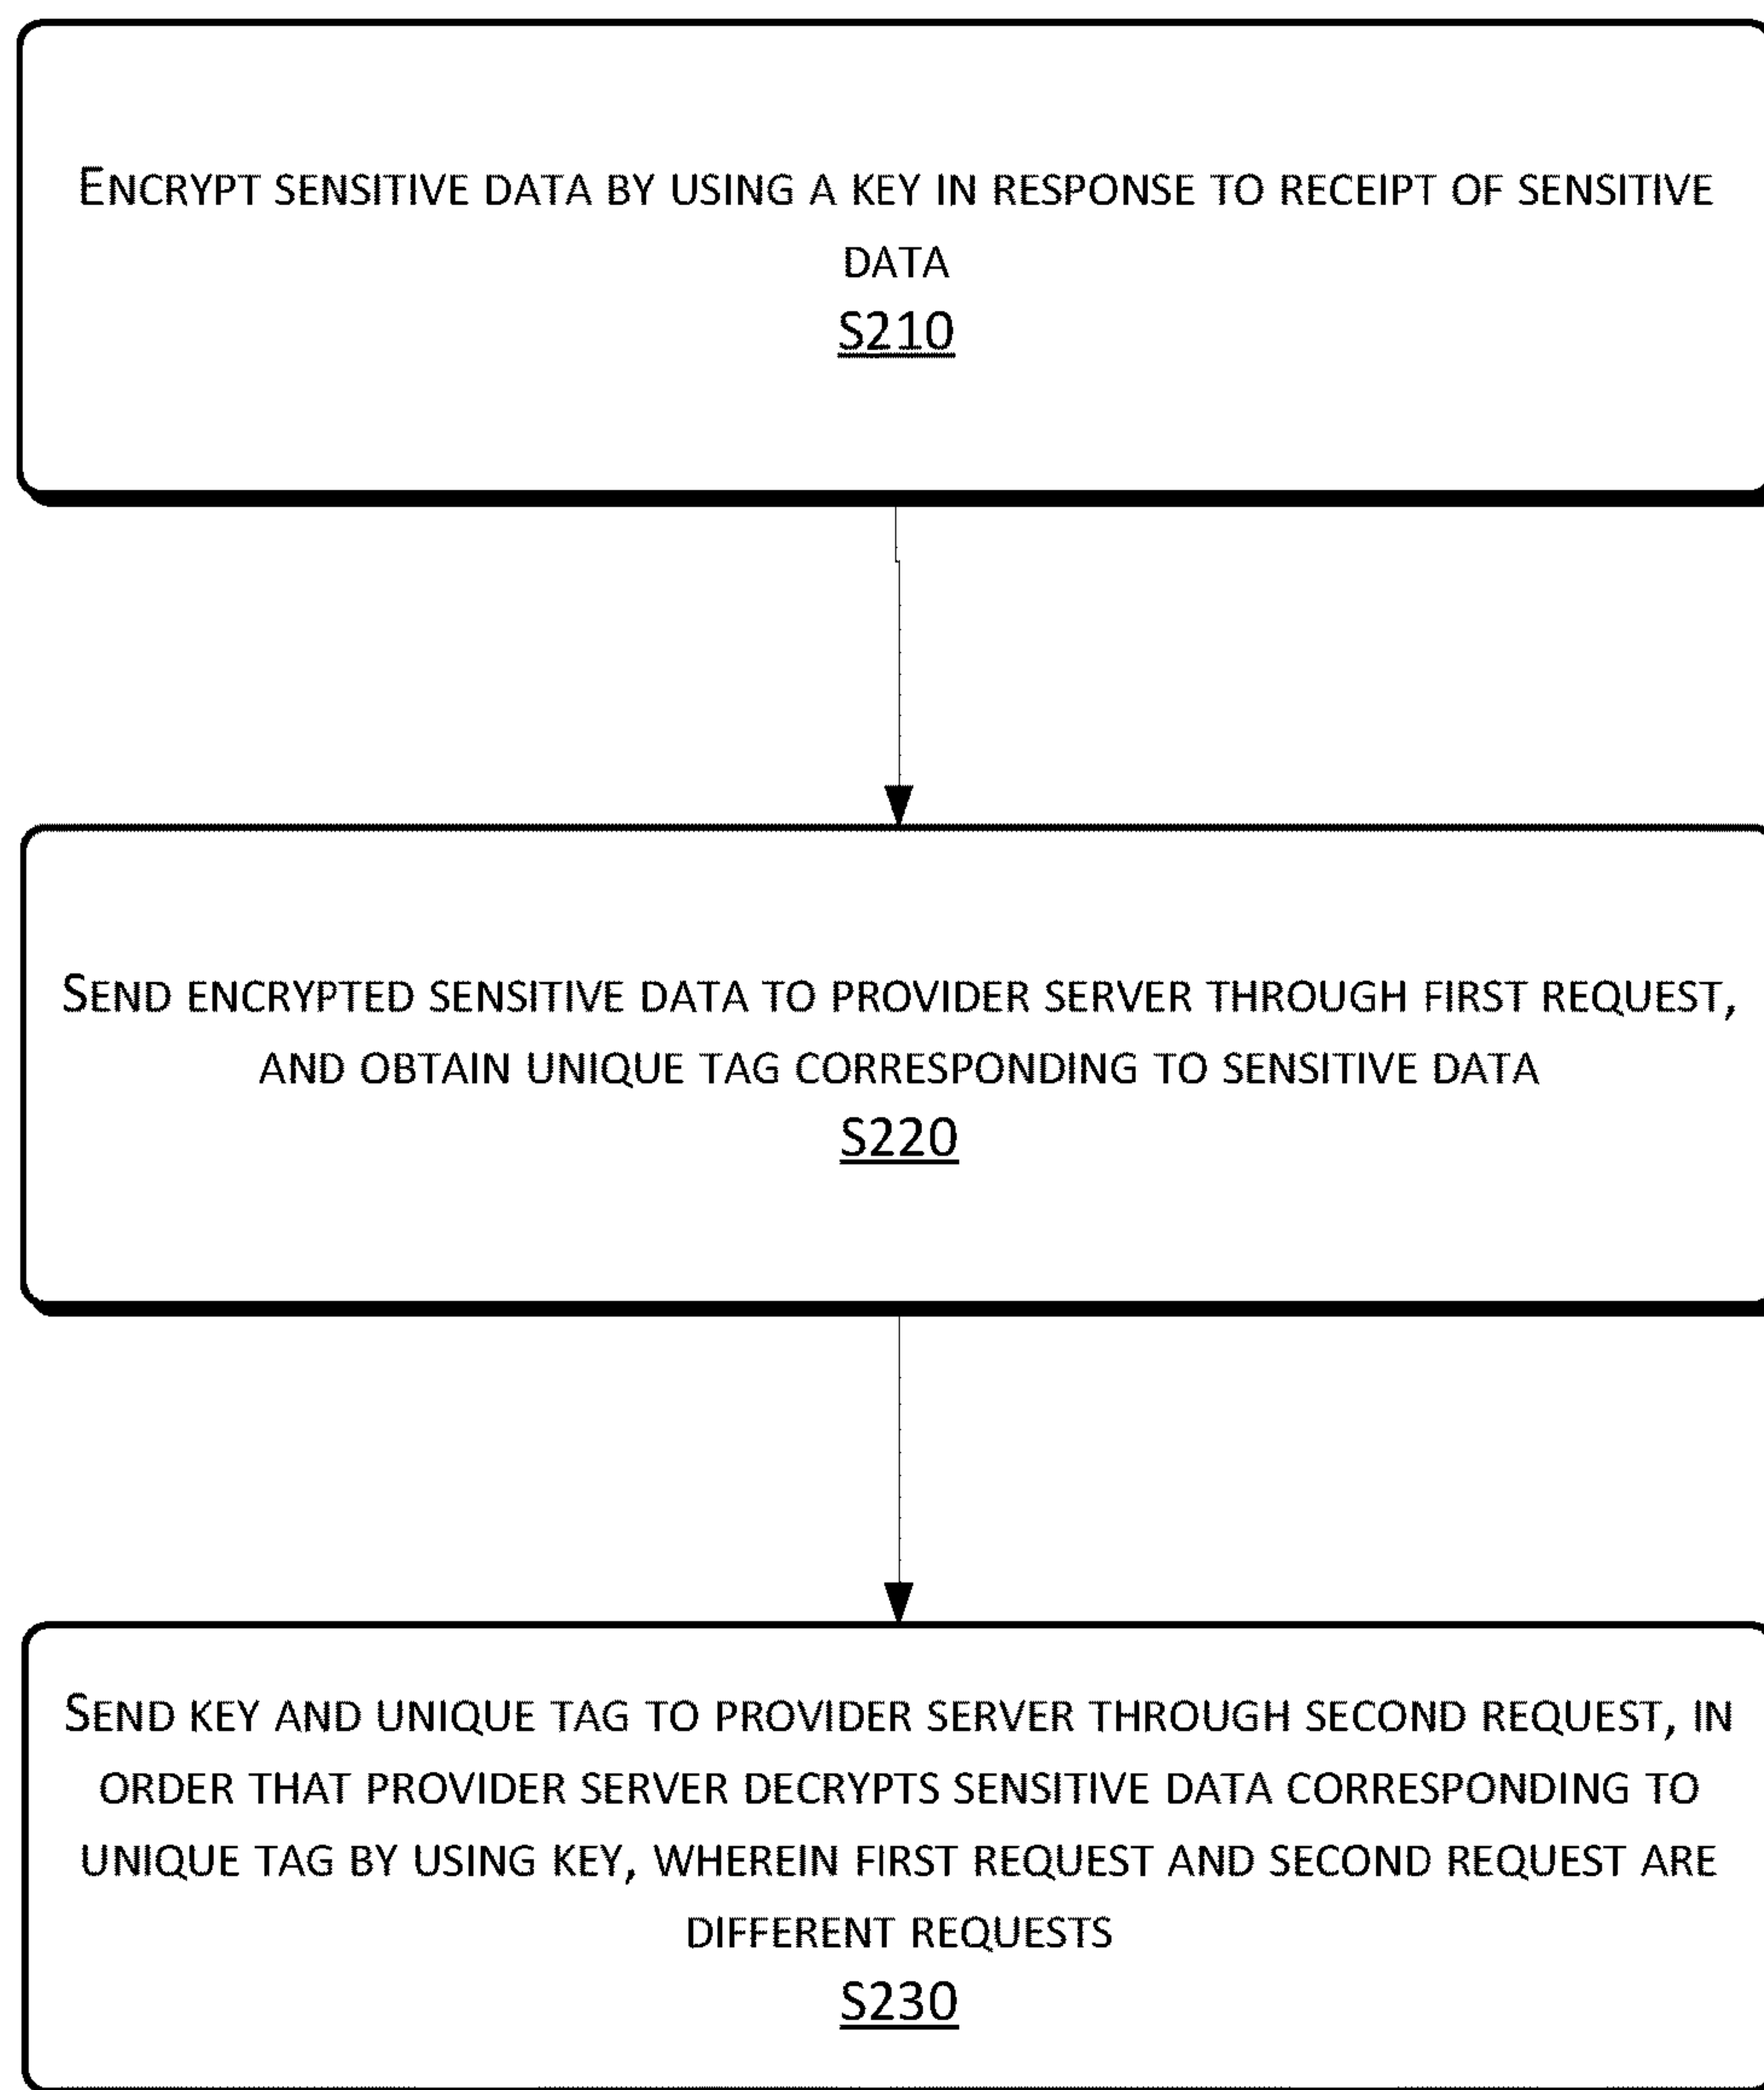 ENCRYPT SENSITIVE DATA BY USING A KEY IN RESPONSE TO RECEIPT OF SENSITIVE
DATA
S210
SEND ENCRYPTED SENSITIVE DATA TO PROVIDER SERVER THROUGH FIRST REQUEST,
AND OBTAIN UNIQUE TAG CORRESPONDING TO SENSITIVE DATA
S220
SEND KEY AND UNIQUE TAG TO PROVIDER SERVER THROUGH SECOND REQUEST, IN
ORDER THAT PROVIDER SERVER DECRYPTS SENSITIVE DATA CORRESPONDING TO
UNIQUE TAG BY USING KEY, WHEREIN FIRST REQUEST AND SECOND REQUEST ARE
DIFFERENT REQUESTS
S230